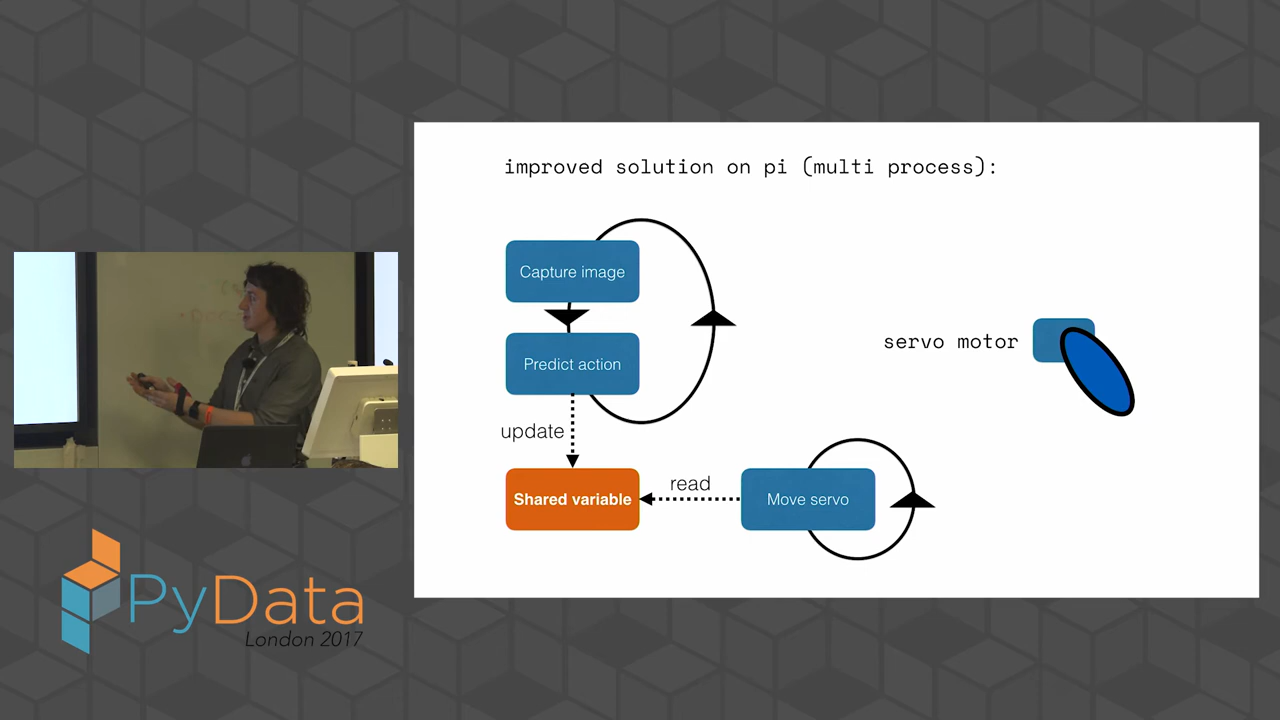 improved solution on pi (multi process):
Capture image
Predict action
servo motor
update
Shared variable
read
Move servo
PyData
London 2017